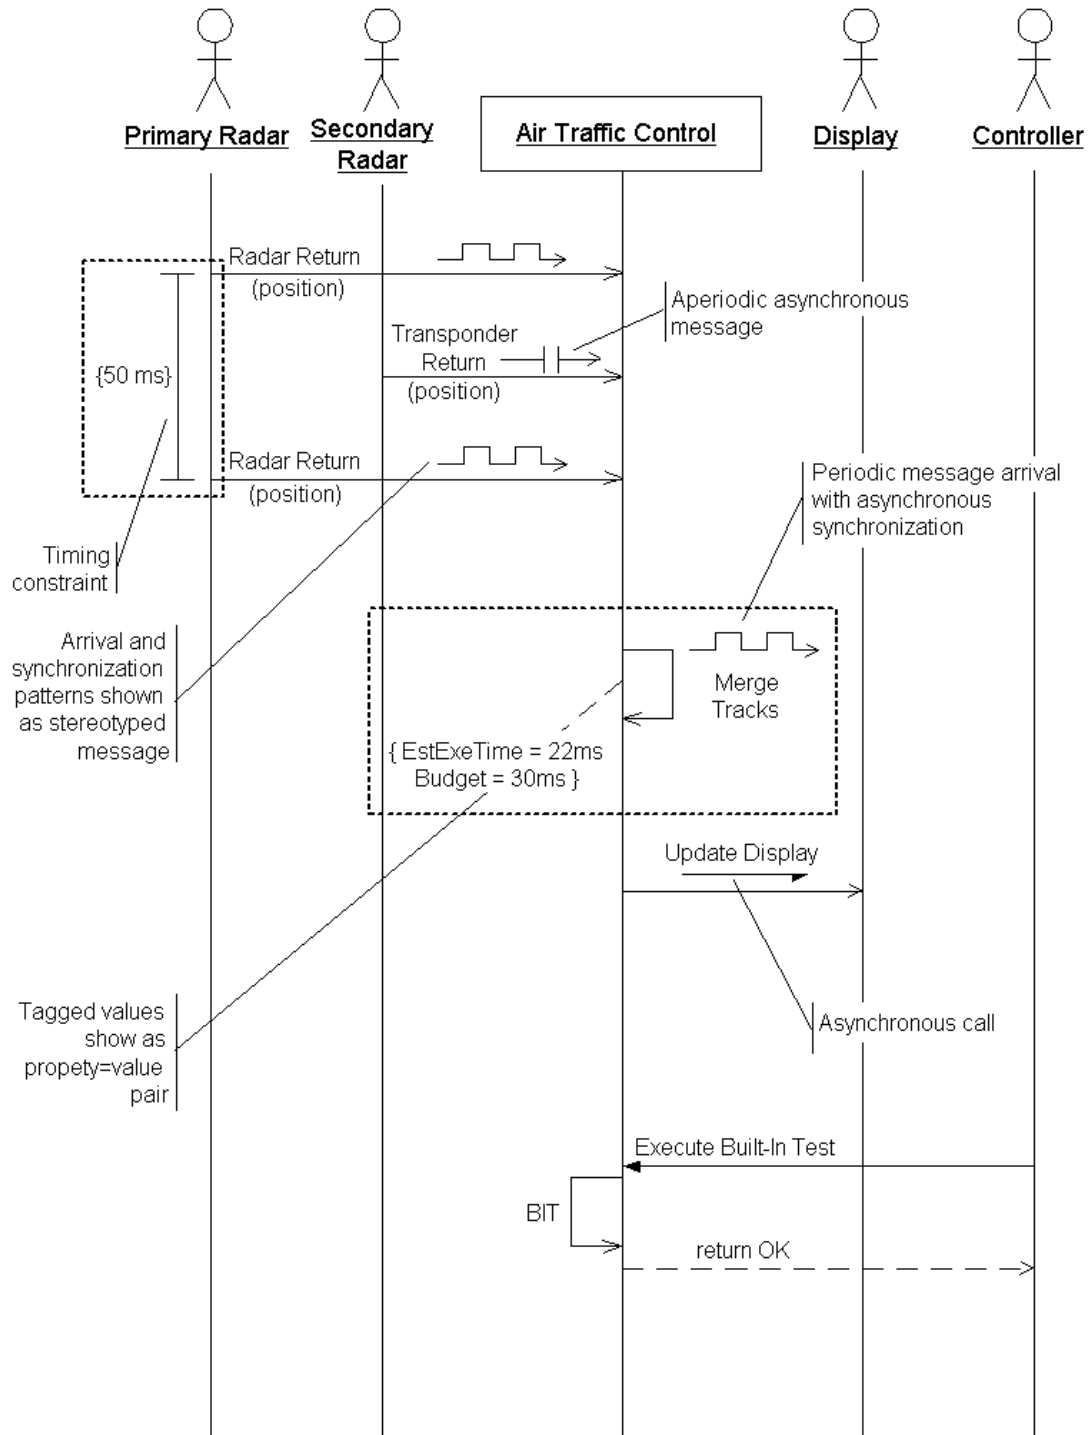 Primary Radar
Secondary
Radar
Air Traffic Control
Display
Controller
Radar Return
(position)
Aperiodic asynchronous
message
Transponder
Return
(position)
{50 ms}
Radar Return
(position)
Periodic message arrival
with asynchronous
synchronization
Timing
constraint
Arrival and
synchronization
patterns shown
as stereotyped
message
Merge
Tracks
{ EstExeTime = 22ms
Budget = 30ms }
Update Display
Tagged values
show as
propety=value
pair
Asynchronous call
Execute Built-In Test
BIT
return OK